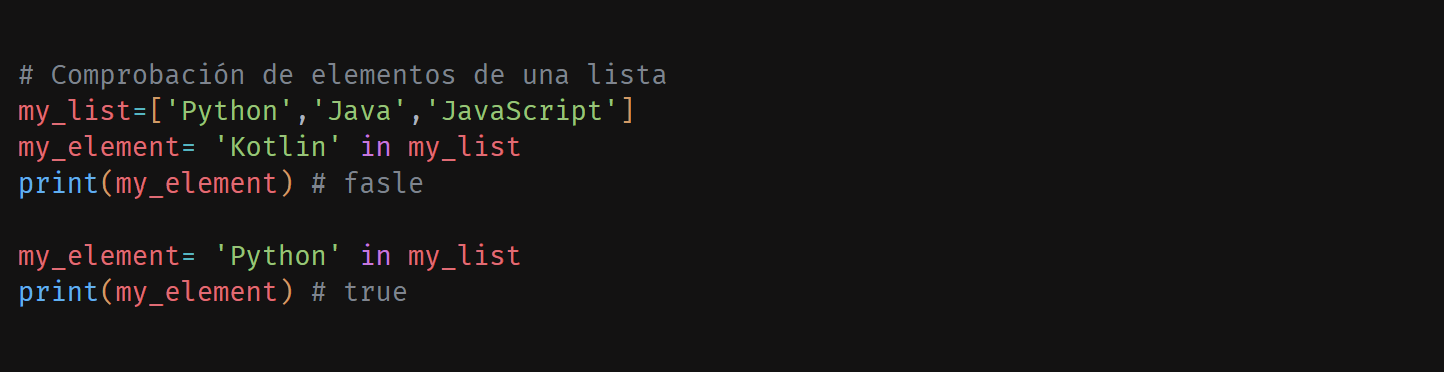 # Comprobación de elementos de una lista
my_list=['Python','Java','JavaScript']
my_element= 'Kotlin' in my_list
print(my_element) # fasle
my_element= 'Python' in my_list
print(my_element) # true